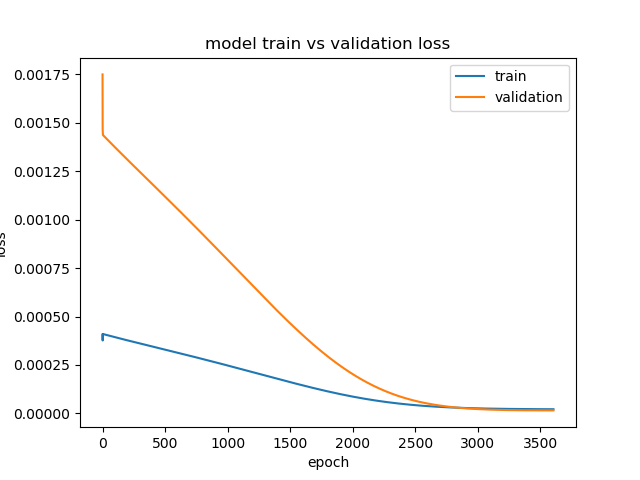 model train vs validation loss
train
validation
0.00175
0.00150
0.00125
0.00100
0.00075
0.00050
0.00025
0.00000
loss
0 500 1000 1500 2000 2500 3000 3500
epoch